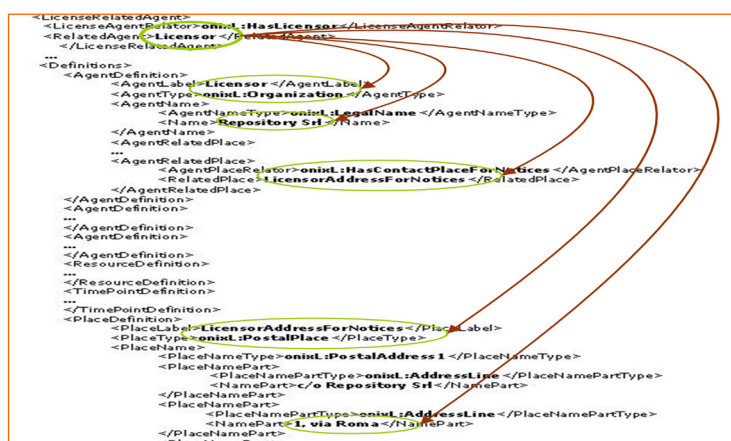 <LicenseRelatedAgent>
<LicenseAgentRelator>onixL:HasLicensor</LicenseAgentRelator>
<RelatedAgent>Licensor</RelatedAgent>
</LicenseRelatedAgent>
...
<Definitions>
<AgentDefinition>
<AgentLabel>Licensor</AgentLabel>
<AgentType>onixL:Organization</AgentType>
<AgentName>
<AgentNameType>onixL:LegalName</AgentNameType>
<Name>Repository Srl</Name>
</AgentName>
<AgentRelatedPlace>
...
<AgentRelatedPlace>
<AgentPlaceRelator>onixL:HasContactPlaceForNotices</AgentPlaceRelator>
<RelatedPlace>LicensorAddressForNotices</RelatedPlace>
</AgentRelatedPlace>
</AgentDefinition>
<AgentDefinition>
...
</AgentDefinition>
<AgentDefinition>
...
</AgentDefinition>
<ResourceDefinition>
...
</ResourceDefinition>
<TimePointDefinition>
...
</TimePointDefinition>
<PlaceDefinition>
<PlaceLabel>LicensorAddressForNotices</PlaceLabel>
<PlaceType>onixL:PostalPlace</PlaceType>
<PlaceName>
<PlaceNameType>onixL:PostalAddress1</PlaceNameType>
<PlaceNamePart>
<PlaceNamePartType>onixL:AddressLine</PlaceNamePartType>
<NamePart>c/o Repository Srl</NamePart>
</PlaceNamePart>
<PlaceNamePart>
<PlaceNamePartType>onixL:AddressLine</PlaceNamePartType>
<NamePart>1, via Roma</NamePart>
</PlaceNamePart>
<PlaceNamePart>